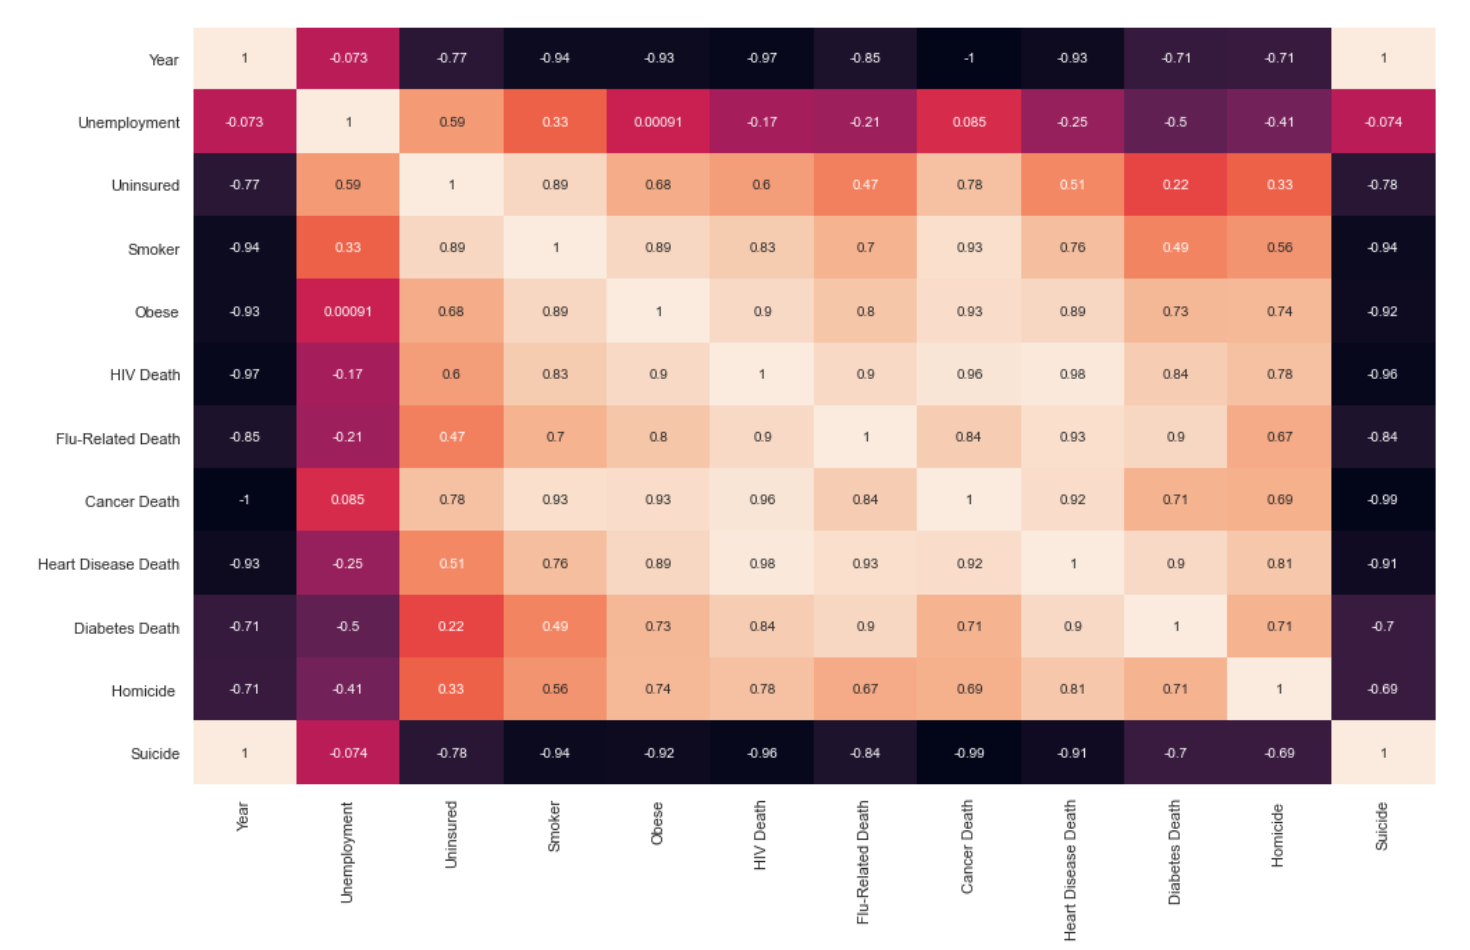 Year 1 -0.073 -0.77 -0.94 -0.93 -0.97 -0.85 -1 -0.93 -0.71 -0.71 1
Unemployment -0.073 1 0.59 0.33 0.00091 -0.17 -0.21 0.085 -0.25 -0.5 -0.41 -0.074
Uninsured -0.77 0.59 1 0.89 0.68 0.6 0.47 0.78 0.51 0.22 0.33 -0.78
Smoker -0.94 0.33 0.89 1 0.89 0.83 0.7 0.93 0.76 0.49 0.56 -0.94
Obese -0.93 0.00091 0.68 0.89 1 0.9 0.8 0.93 0.89 0.73 0.74 -0.92
HIV Death -0.97 -0.17 0.6 0.83 0.9 1 0.9 0.96 0.98 0.84 0.78 -0.96
Flu-Related Death -0.85 -0.21 0.47 0.7 0.8 0.9 1 0.84 0.93 0.9 0.67 -0.84
Cancer Death -1 0.085 0.78 0.93 0.93 0.96 0.84 1 0.92 0.71 0.69 -0.99
Heart Disease Death -0.93 -0.25 0.51 0.76 0.89 0.98 0.93 0.92 1 0.9 0.81 -0.91
Diabetes Death -0.71 -0.5 0.22 0.49 0.73 0.84 0.9 0.71 0.9 1 0.71 -0.7
Homicide -0.71 -0.41 0.33 0.56 0.74 0.78 0.67 0.69 0.81 0.71 1 -0.69
Suicide 1 -0.074 -0.78 -0.94 -0.92 -0.96 -0.84 -0.99 -0.91 -0.7 -0.69 1
Year
Unemployment
Uninsured
Smoker
Obese
HIV Death
Flu-Related Death
Cancer Death
Heart Disease Death
Diabetes Death
Homicide
Suicide